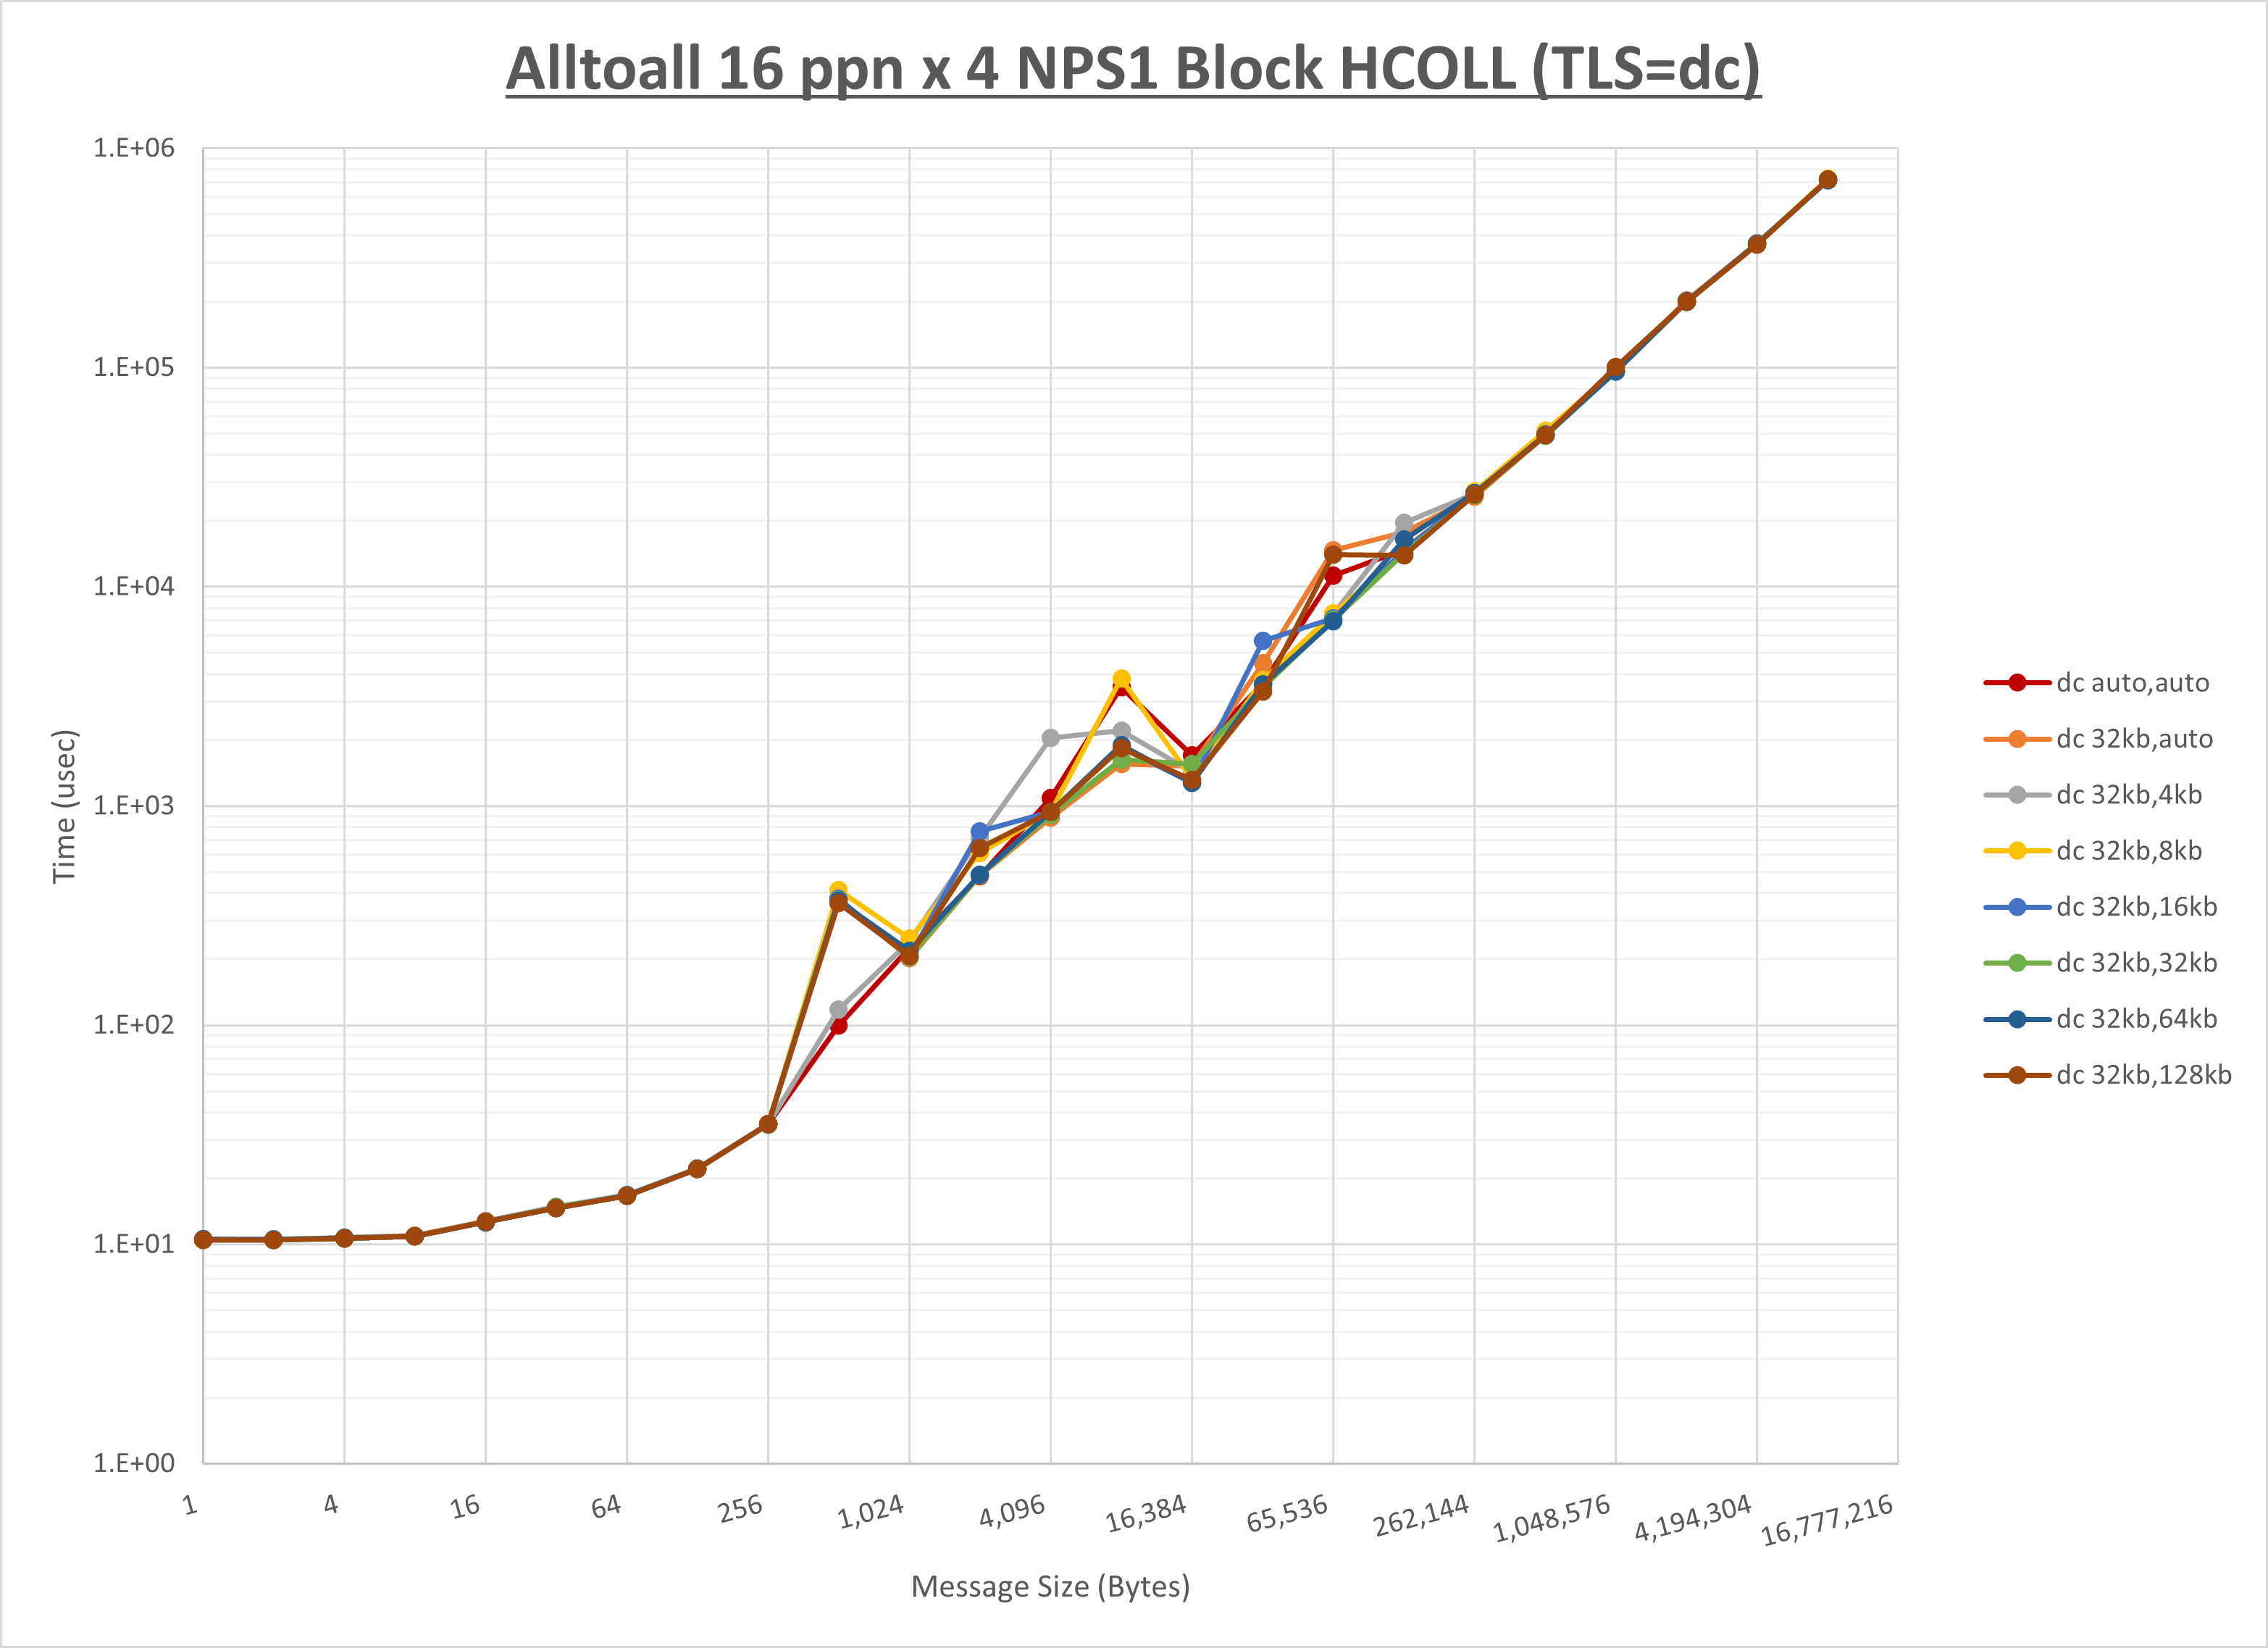 Alltoall 16 ppn x 4 NPS1 Block HCOLL (TLS=dc)
1.E+06
1.E+05
1.E+04
1.E+03
1.E+02
1.E+01
1.E+00
Time (usec)
1
4
16
64
256
1,024
4,096
16,384
65,536
262,144
1,048,576
4,194,304
16,777,216
Message Size (Bytes)
dc auto,auto
dc 32kb,auto
dc 32kb,4kb
dc 32kb,8kb
dc 32kb,16kb
dc 32kb,32kb
dc 32kb,64kb
dc 32kb,128kb